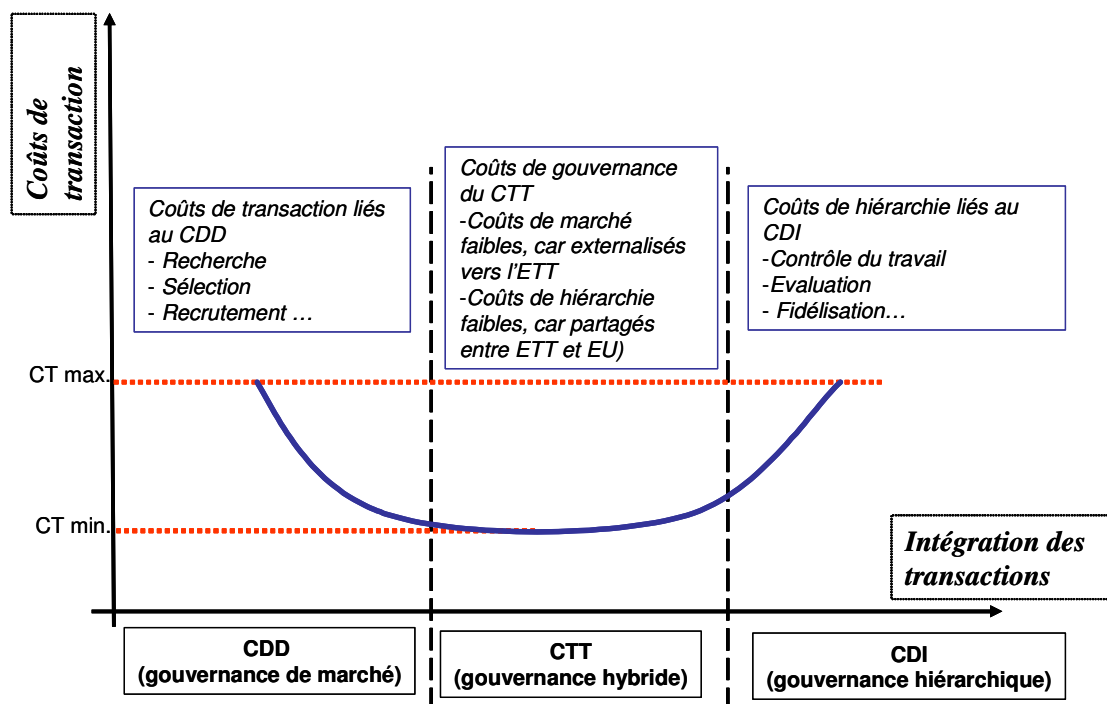 Coûts de
transaction
Coûts de transaction liés
au CDD
- Recherche
- Sélection
- Recrutement …
Coûts de gouvernance
du CTT
-Coûts de marché
faibles, car externalisés
vers l'ETT
-Coûts de hiérarchie
faibles, car partagés
entre ETT et EU)
Coûts de hiérarchie liés au
CDI
-Contrôle du travail
-Evaluation
- Fidélisation…
CT max.
CT min.
Intégration des
transactions
CDD
(gouvernance de marché)
CTT
(gouvernance hybride)
CDI
(gouvernance hiérarchique)